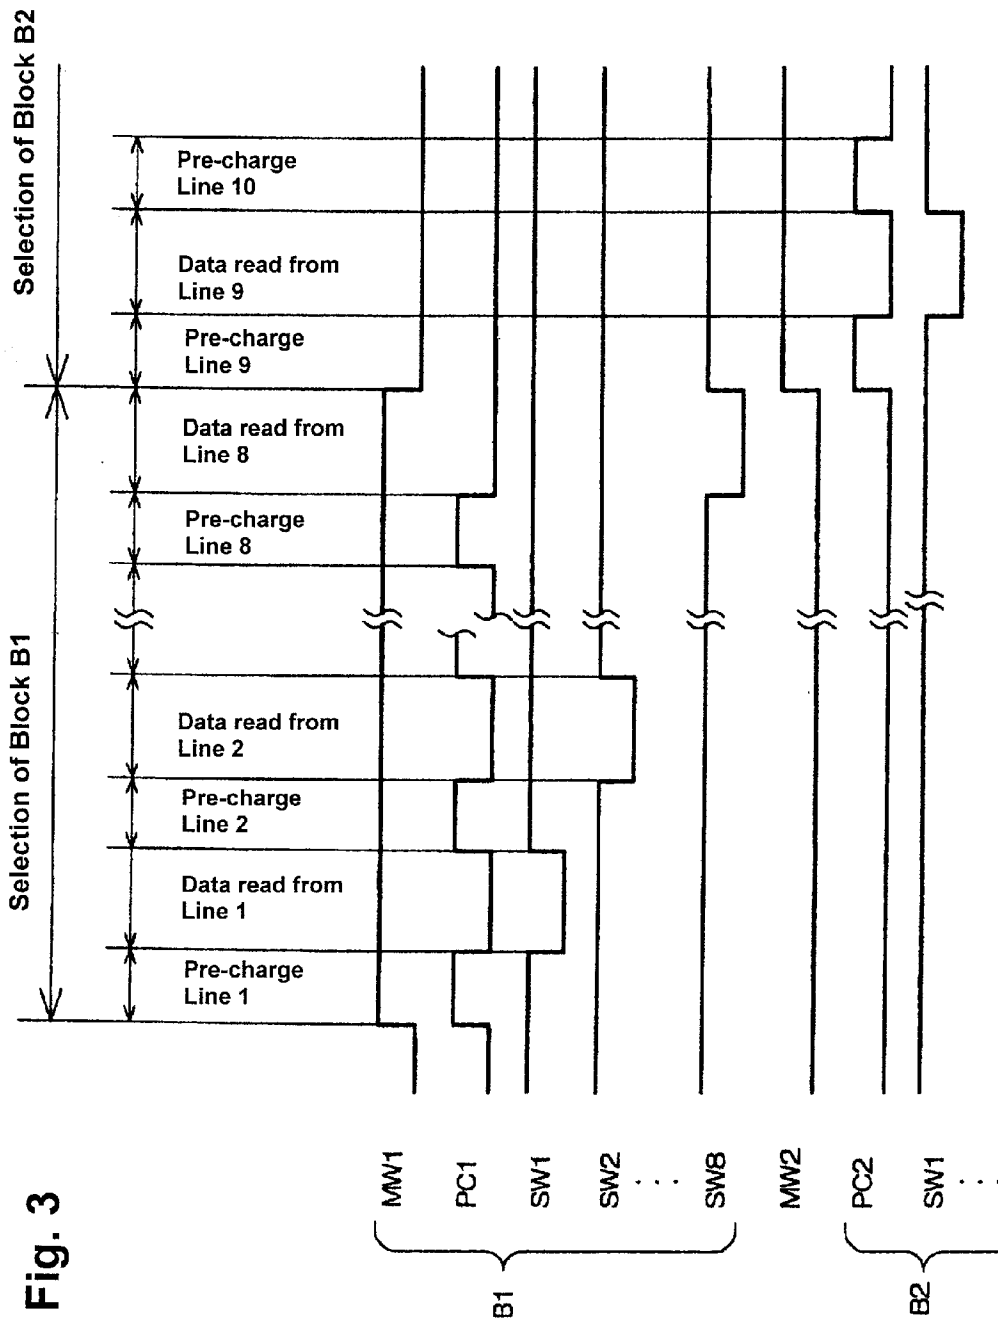 Fig. 3
Selection of Block B1
Selection of Block B2
Pre-charge
Line 1
Data read from
Line 1
Pre-charge
Line 2
Data read from
Line 2
Pre-charge
Line 8
Data read from
Line 8
Pre-charge
Line 9
Data read from
Line 9
Pre-charge
Line 10
B1
MW1
PC1
SW1
SW2
SW8
MW2
B2
PC2
SW1